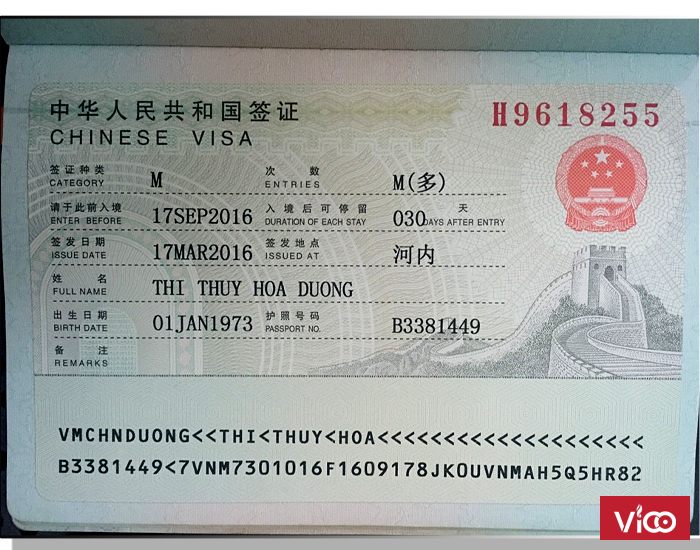 中华人民共和国签证 H9618255
CHINESE VISA
签证种类 M 次数 M(多)
CATEGORY ENTRIES
请于此前入境 17SEP2016 入境后可停留 030 天
ENTER BEFORE DURATION OF EACH STAY DAYS AFTER ENTRY
签发日期 17MAR2016 签发地点 河内
ISSUE DATE ISSUED AT
姓名 THI THUY HOA DUONG
FULL NAME
出生日期 01JAN1973 护照号码 B3381449
BIRTH DATE PASSPORT NO.
备注
REMARKS
VMCHNDUONG<<THI<THUY<HOA<<<<<<<<<<<<<<<<<<<<
B3381449<7VNM7301016F1609178JKOUVNMAH5Q5HR82
ViCO